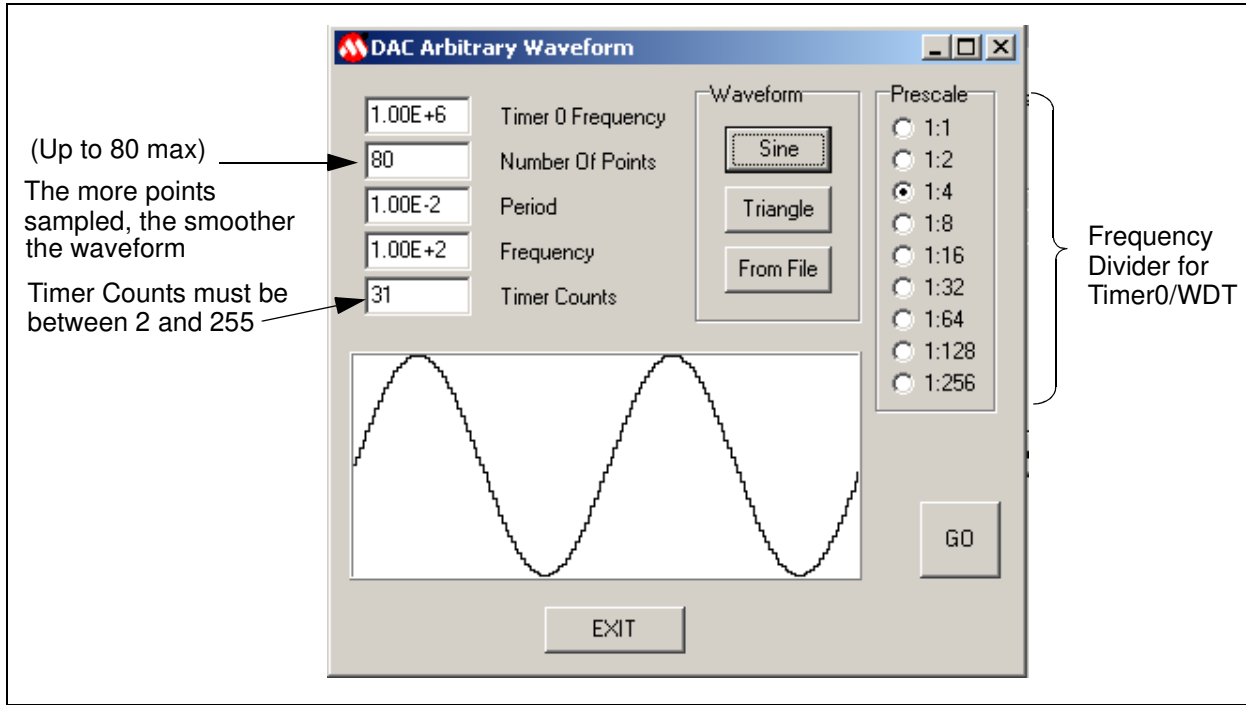 DAC Arbitrary Waveform
(Up to 80 max)
The more points
sampled, the smoother
the waveform
Timer Counts must be
between 2 and 255
1.00E+6 Timer 0 Frequency
80 Number Of Points
1.00E-2 Period
1.00E+2 Frequency
31 Timer Counts
Waveform
Sine
Triangle
From File
Prescale
1:1
1:2
1:4
1:8
1:16
1:32
1:64
1:128
1:256
Frequency
Divider for
Timer0/WDT
GO
EXIT